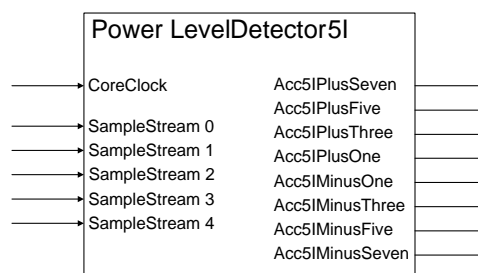 Power LevelDetector5I
CoreClock
SampleStream 0
SampleStream 1
SampleStream 2
SampleStream 3
SampleStream 4
Acc5IPlusSeven
Acc5IPlusFive
Acc5IPlusThree
Acc5IPlusOne
Acc5IMinusOne
Acc5IMinusThree
Acc5IMinusFive
Acc5IMinusSeven